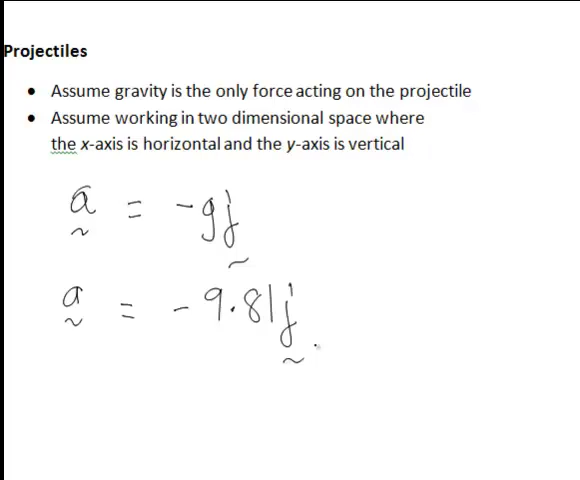 Projectiles
• Assume gravity is the only force acting on the projectile
• Assume working in two dimensional space where
the x-axis is horizontal and the y-axis is vertical
a̰ = -gj̰
a̰ = -9.81j̰.